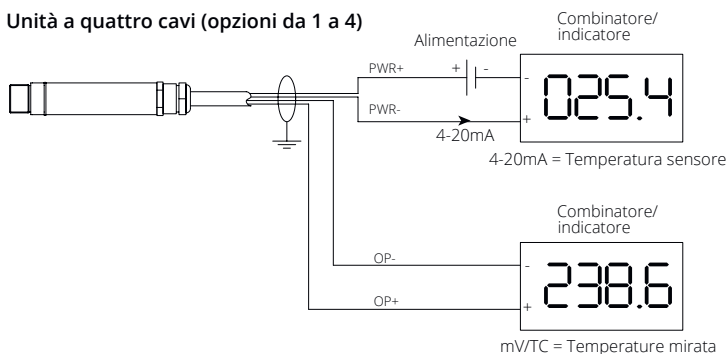 Unità a quattro cavi (opzioni da 1 a 4)
Combinatore/
indicatore
Alimentazione
PWR+
+
-
-
025.4
PWR-
+
4-20mA
4-20mA = Temperatura sensore
Combinatore/
indicatore
OP-
-
238.6
OP+
+
mV/TC = Temperature mirata